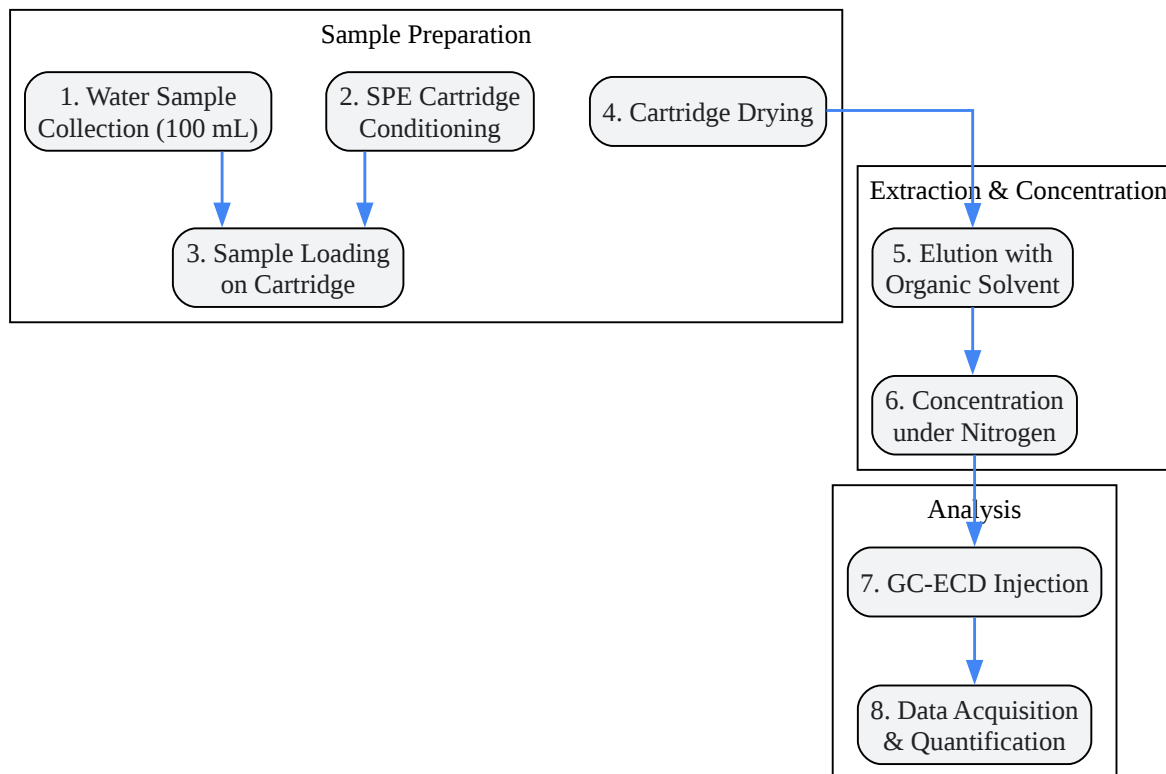 Sample Preparation
1. Water Sample
Collection (100 mL)
2. SPE Cartridge
Conditioning
4. Cartridge Drying
3. Sample Loading
on Cartridge
Extraction & Concentration
5. Elution with
Organic Solvent
6. Concentration
under Nitrogen
Analysis
7. GC-ECD Injection
8. Data Acquisition
& Quantification